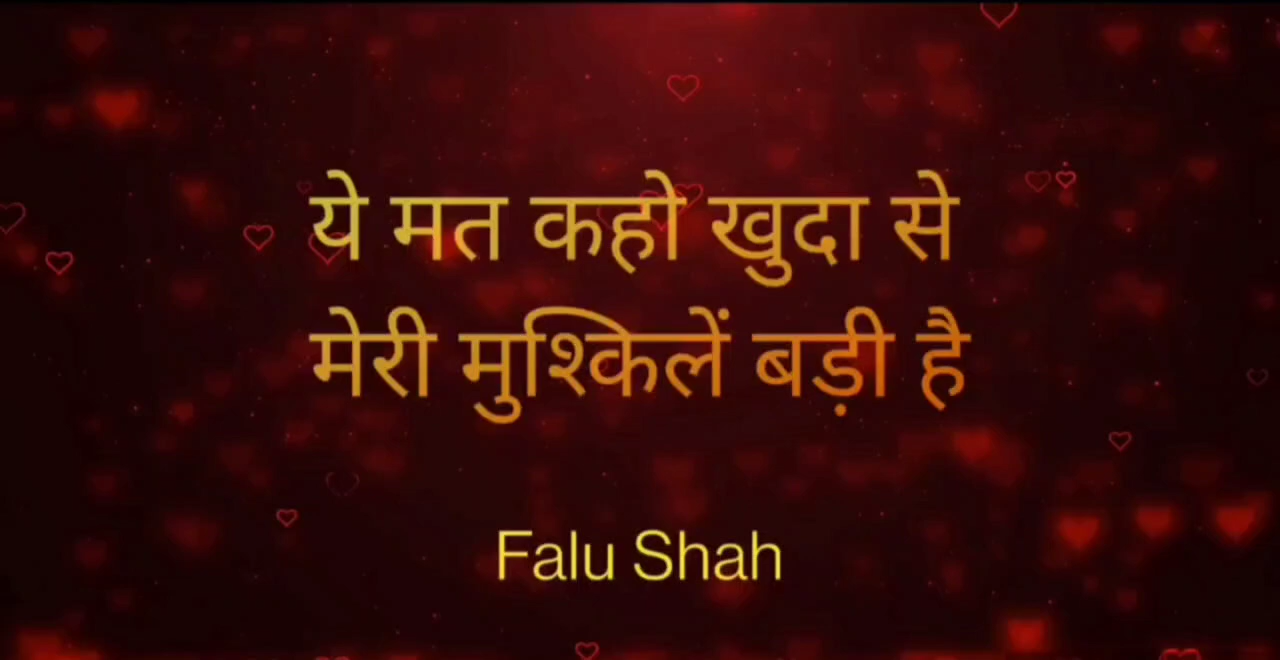 ये मत कहो खुदा से
मेरी मुश्किलें बड़ी है
Falu Shah